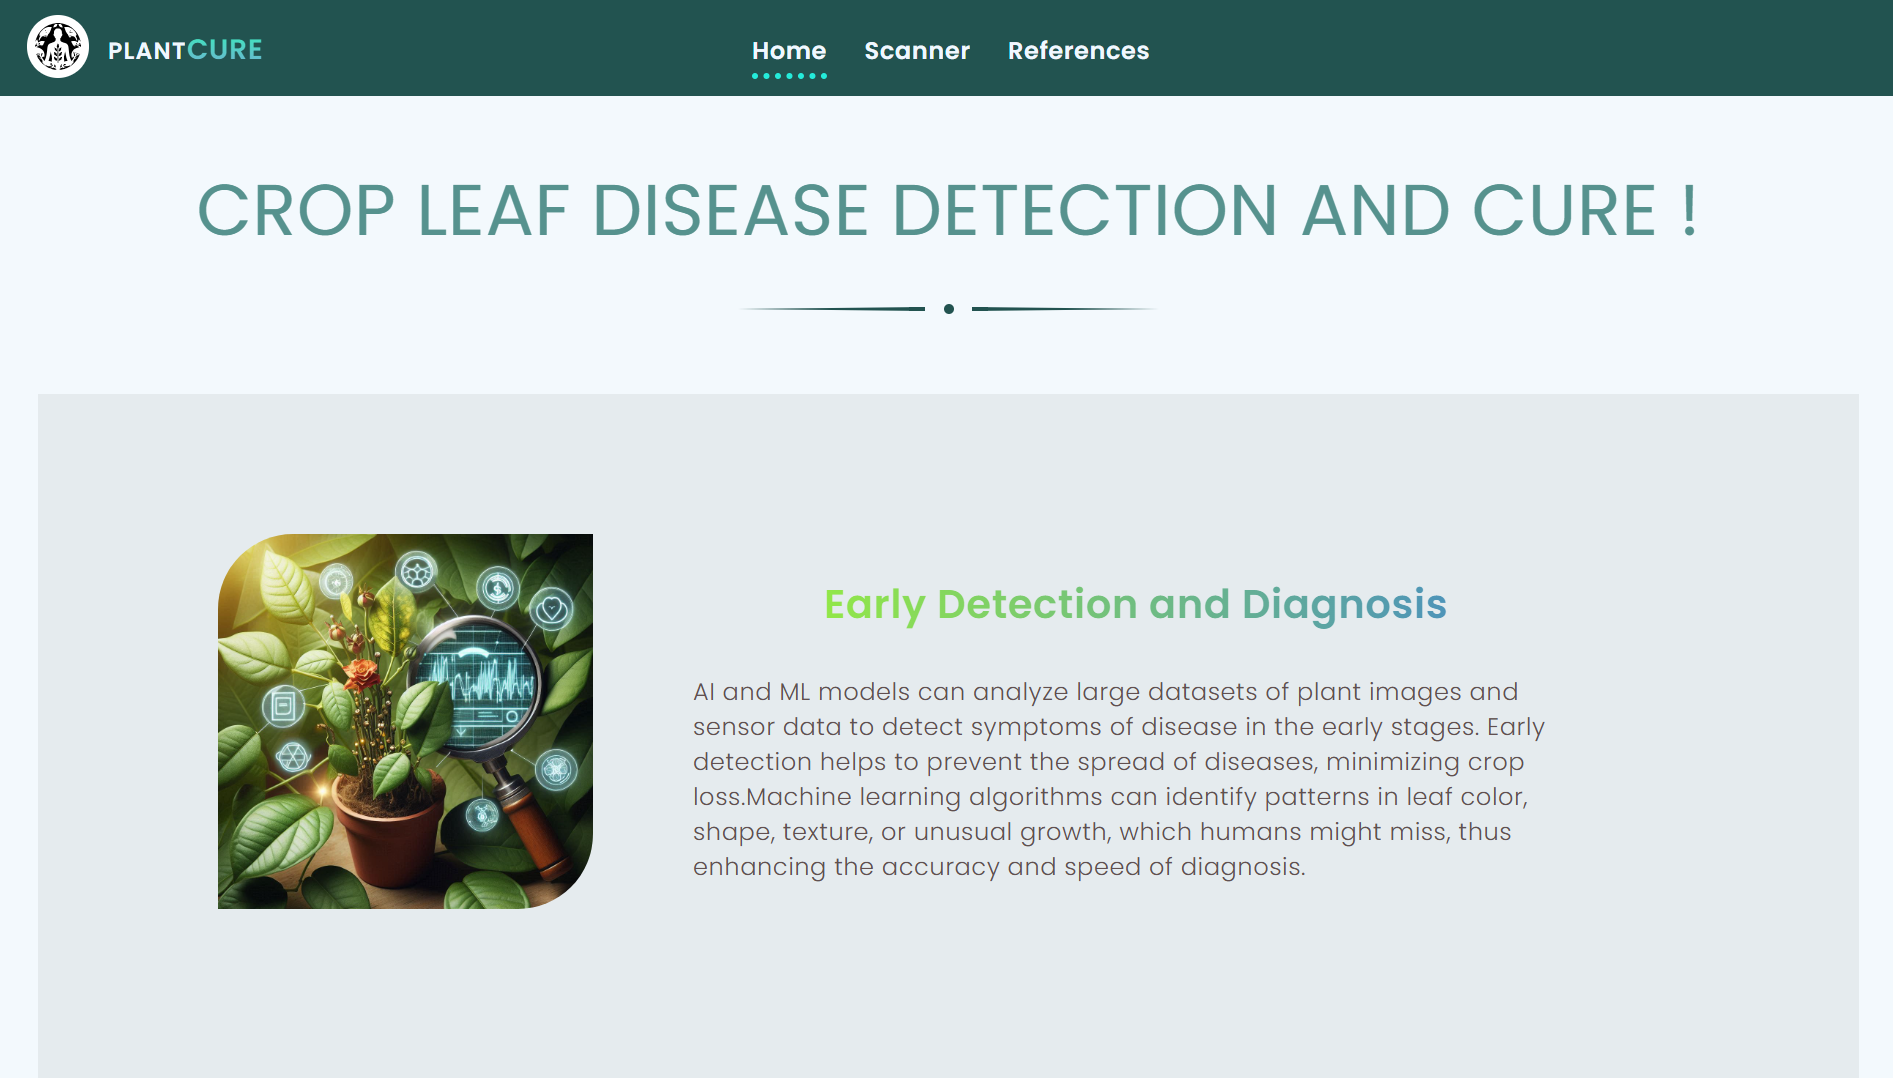 PLANTCURE
Home Scanner References
CROP LEAF DISEASE DETECTION AND CURE !
Early Detection and Diagnosis
AI and ML models can analyze large datasets of plant images and
sensor data to detect symptoms of disease in the early stages. Early
detection helps to prevent the spread of diseases, minimizing crop
loss.Machine learning algorithms can identify patterns in leaf color,
shape, texture, or unusual growth, which humans might miss, thus
enhancing the accuracy and speed of diagnosis.